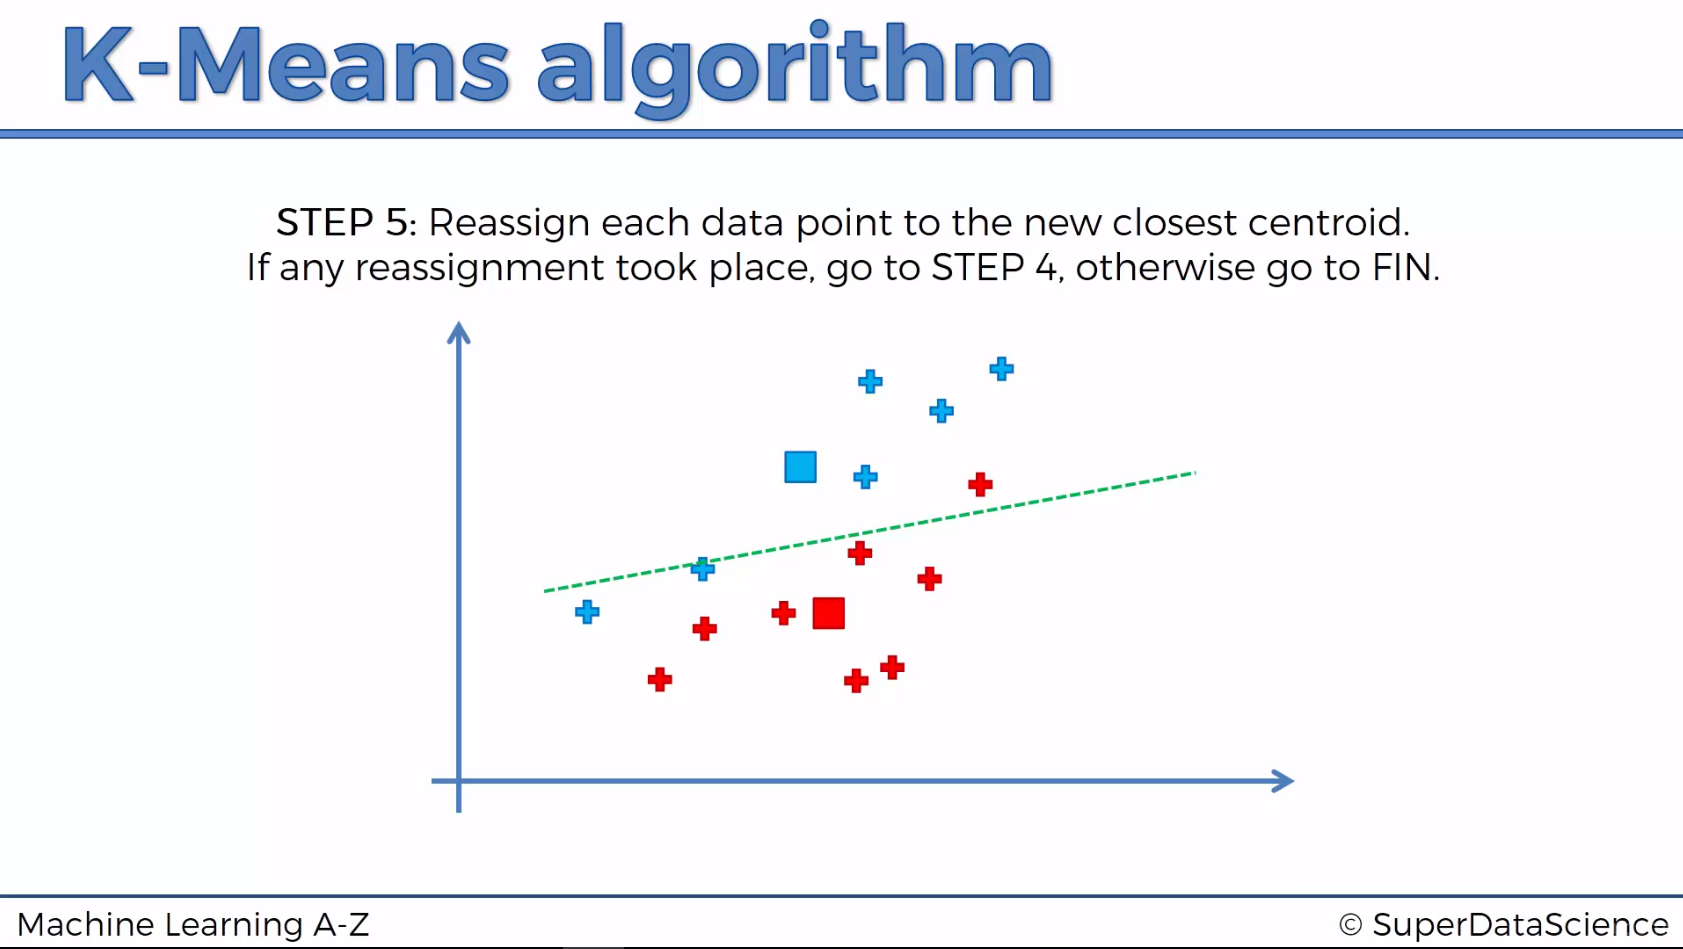 K-Means algorithm
STEP 5: Reassign each data point to the new closest centroid.
If any reassignment took place, go to STEP 4, otherwise go to FIN.
Machine Learning A-Z
© SuperDataScience